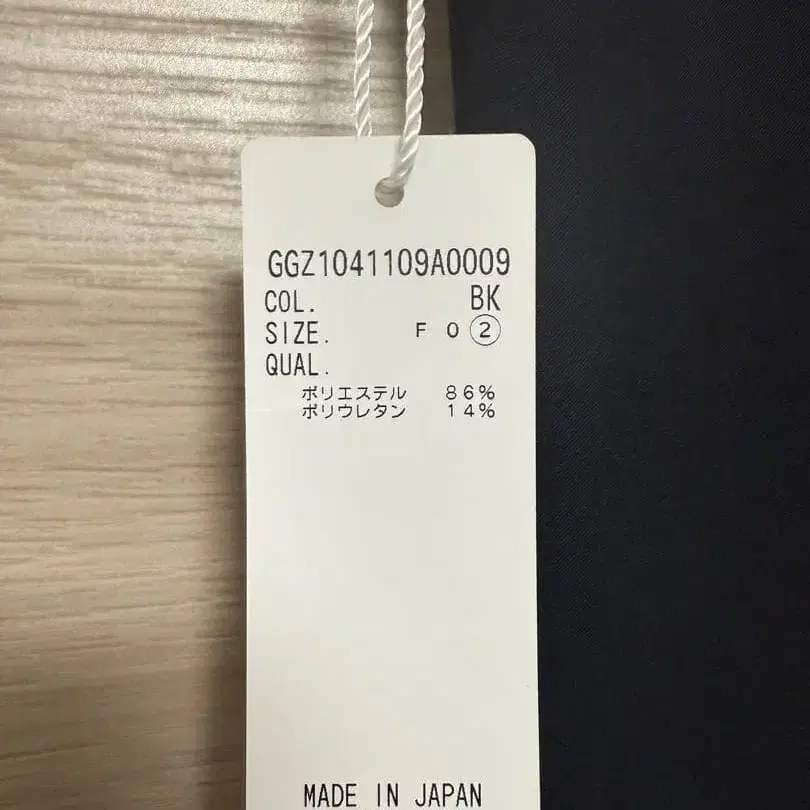 GGZ1041109A0009
COL. BK
SIZE. F 0 ②
QUAL.
ポリエステル 86%
ポリウレタン 14%
MADE IN JAPAN